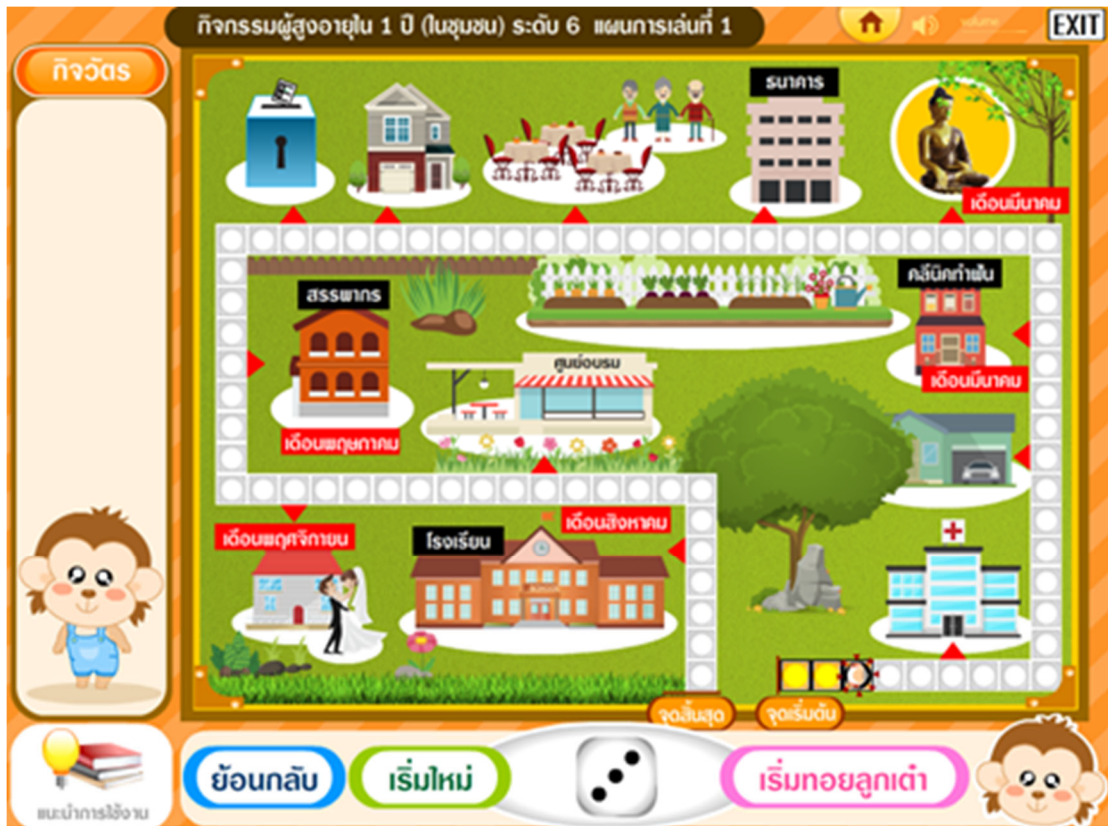 กิจกรรมผู้สูงอายุใน 1 ปี (ในชุมชน) ระดับ 6 แผนการเล่นที่ 1
EXIT
กิจวัตร
ธนาคาร
เดือนมีนาคม
สรรพากร
คลีนิคทำฟัน
เดือนมีนาคม
ศูนย์อบรม
เดือนพฤษภาคม
เดือนพฤศจิกายน
โรงเรียน
เดือนสิงหาคม
จุดสิ้นสุด
จุดเริ่มต้น
ย้อนกลับ
เริ่มใหม่
เริ่มทอยลูกเต๋า
แนะนำการใช้งาน